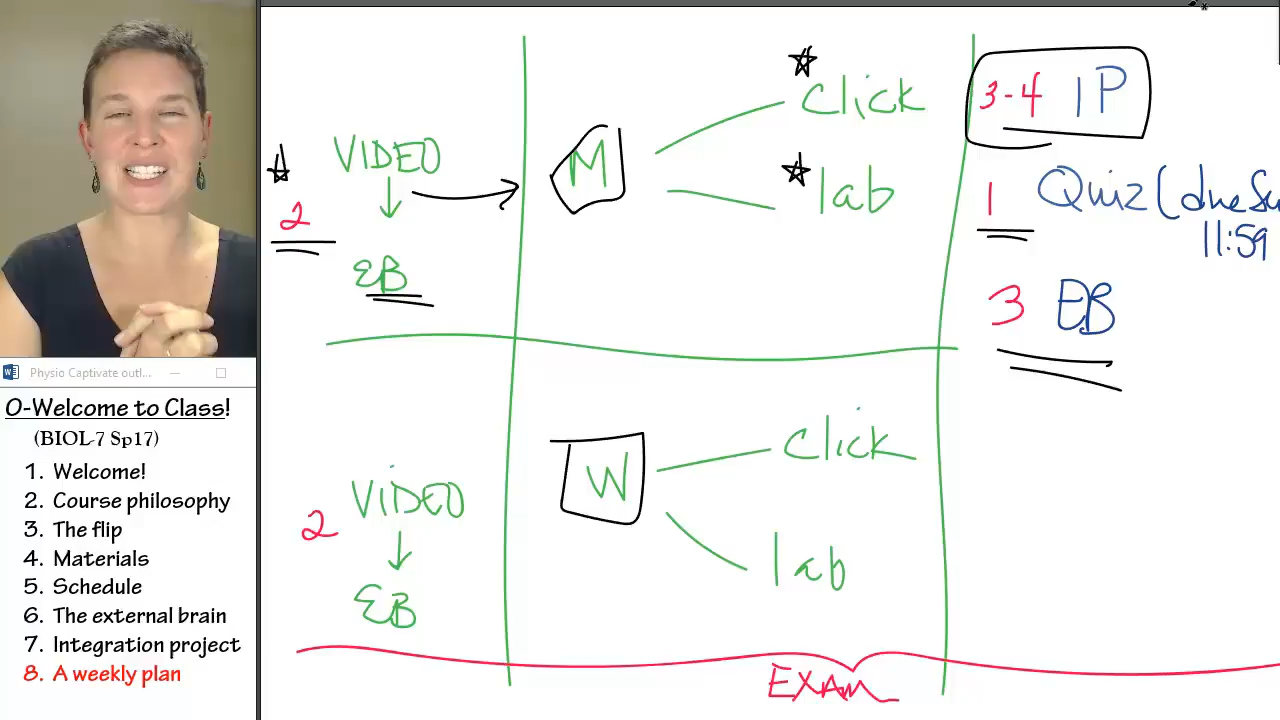 Physio Captivate outl...
O-Welcome to Class!
(BIOL-7 Sp17)
1. Welcome!
2. Course philosophy
3. The flip
4. Materials
5. Schedule
6. The external brain
7. Integration project
8. A weekly plan
VIDEO
2
EB
M
Click
lab
3-4 IP
1 Quiz (due Su
11:59
3 EB
VIDEO
2
EB
W
Click
lab
EXAM